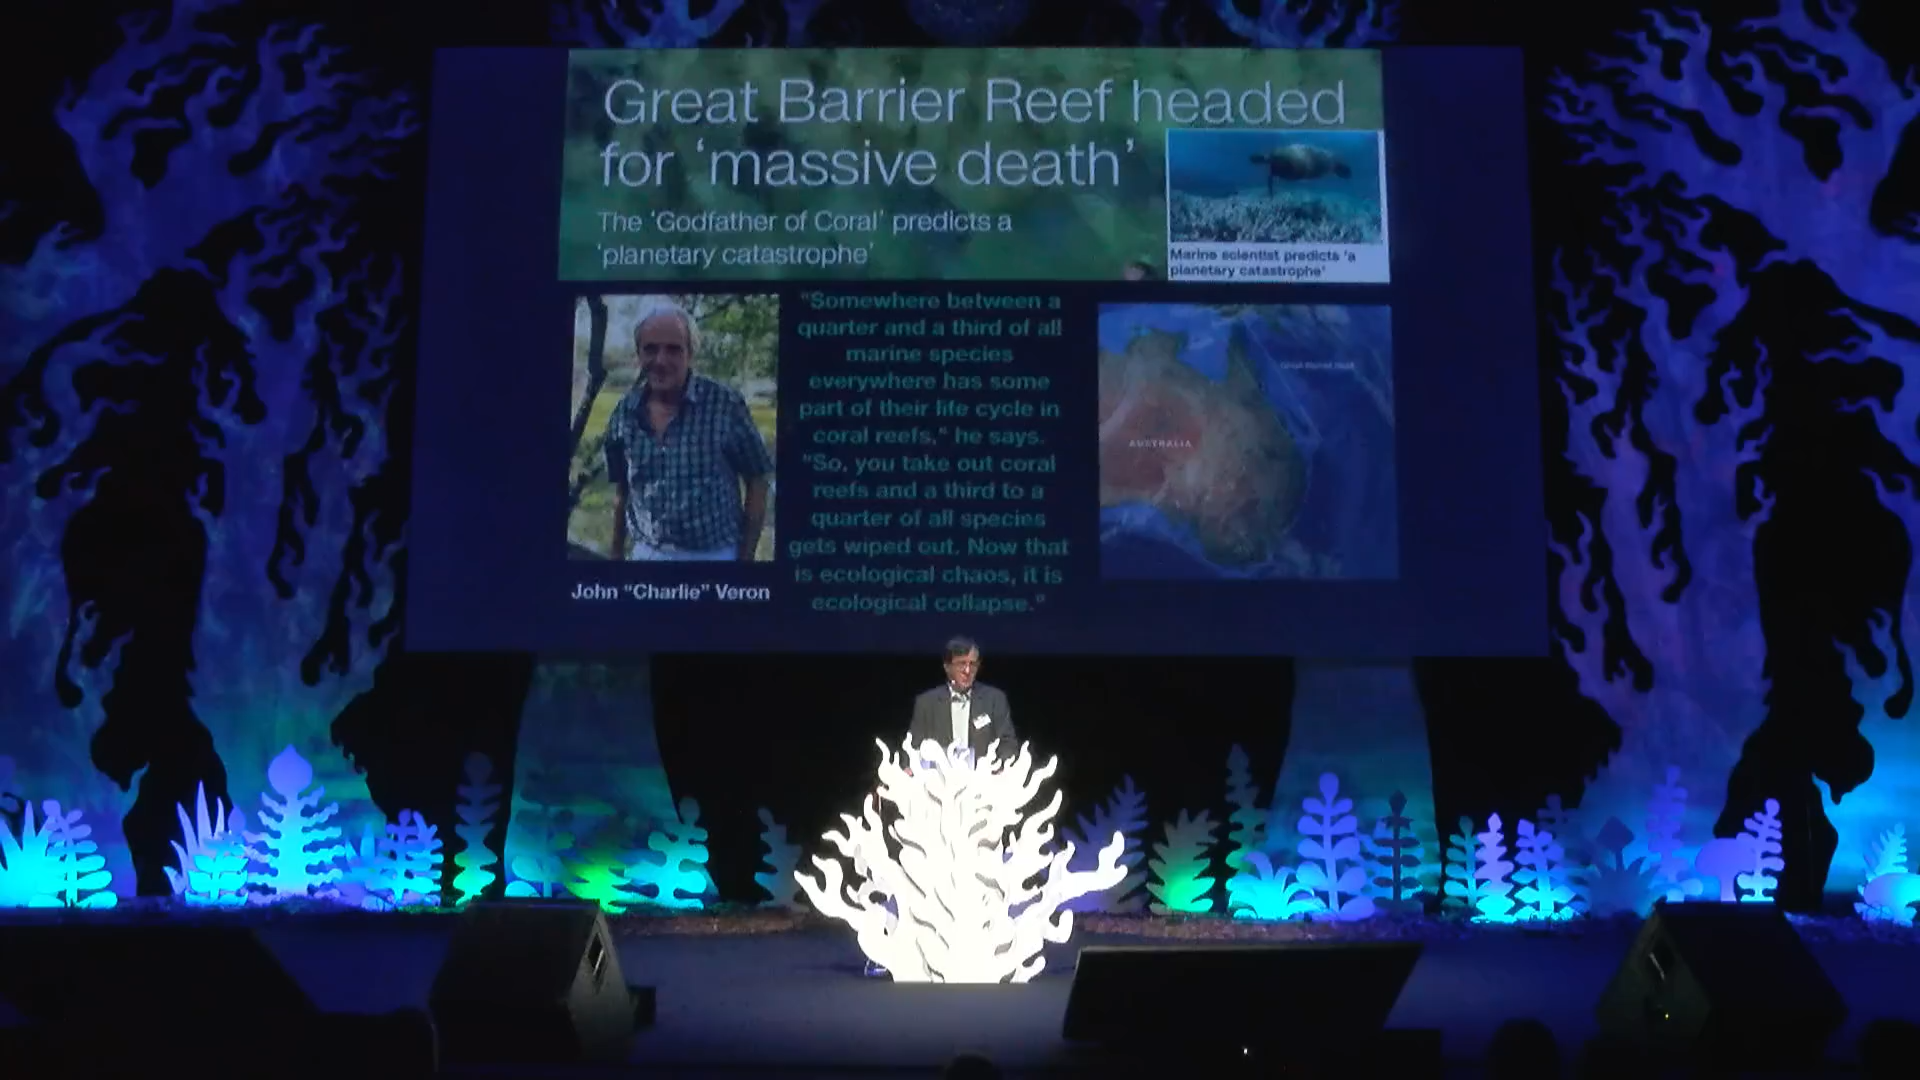 Great Barrier Reef headed
for ‘massive death’
The ‘Godfather of Coral’ predicts a
‘planetary catastrophe’
Marine scientist predicts ‘a
planetary catastrophe’
"Somewhere between a
quarter and a third of all
marine species
everywhere has some
part of their life cycle in
coral reefs," he says.
"So, you take out coral
reefs and a third to a
quarter of all species
gets wiped out. Now that
is ecological chaos, it is
ecological collapse."
John “Charlie” Veron
Great Barrier Reef
AUSTRALIA